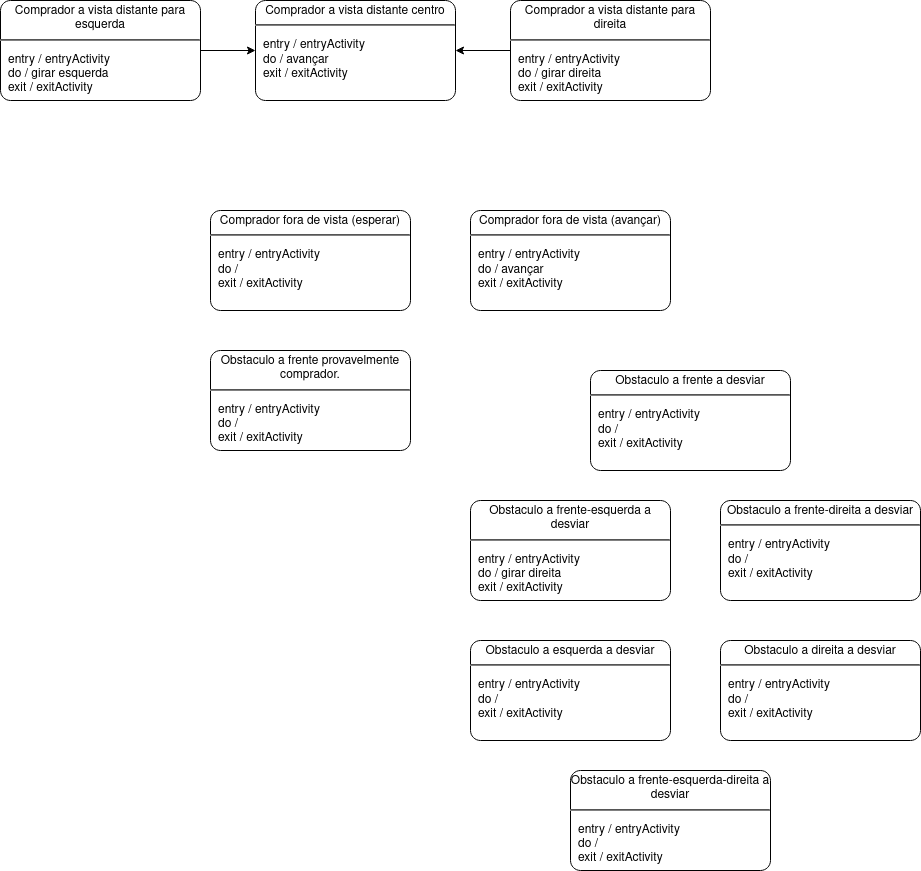 Comprador a vista distante para
esquerda
entry / entryActivity
do / girar esquerda
exit / exitActivity
Comprador a vista distante centro
entry / entryActivity
do / avançar
exit / exitActivity
Comprador a vista distante para
direita
entry / entryActivity
do / girar direita
exit / exitActivity
Comprador fora de vista (esperar)
entry / entryActivity
do /
exit / exitActivity
Comprador fora de vista (avançar)
entry / entryActivity
do / avançar
exit / exitActivity
Obstaculo a frente provavelmente
comprador.
entry / entryActivity
do /
exit / exitActivity
Obstaculo a frente a desviar
entry / entryActivity
do /
exit / exitActivity
Obstaculo a frente-esquerda a
desviar
entry / entryActivity
do / girar direita
exit / exitActivity
Obstaculo a frente-direita a desviar
entry / entryActivity
do /
exit / exitActivity
Obstaculo a esquerda a desviar
entry / entryActivity
do /
exit / exitActivity
Obstaculo a direita a desviar
entry / entryActivity
do /
exit / exitActivity
Obstaculo a frente-esquerda-direita a
desviar
entry / entryActivity
do /
exit / exitActivity